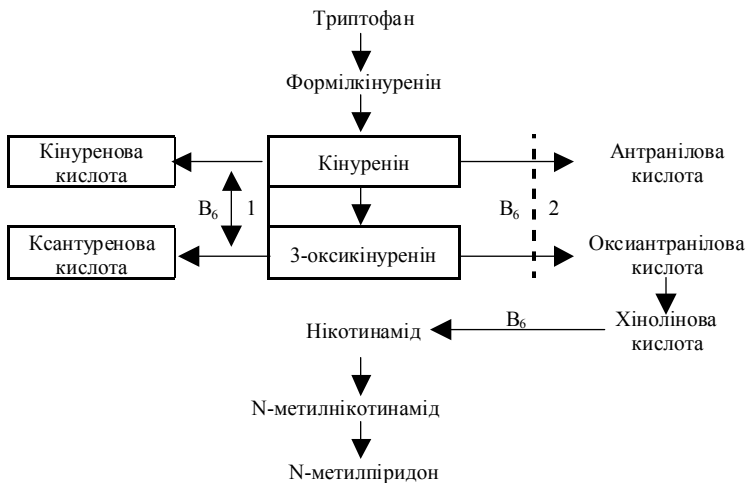 Триптофан
Формілкінуренін
Кінуренова
кислота
Кінуренін
Антранілова
кислота
B6 1
B6 2
Ксантуренова
кислота
3-оксикінуренін
Оксиантранілова
кислота
Нікотинамід
B6
Хінолінова
кислота
N-метилнікотинамід
N-метилпіридон